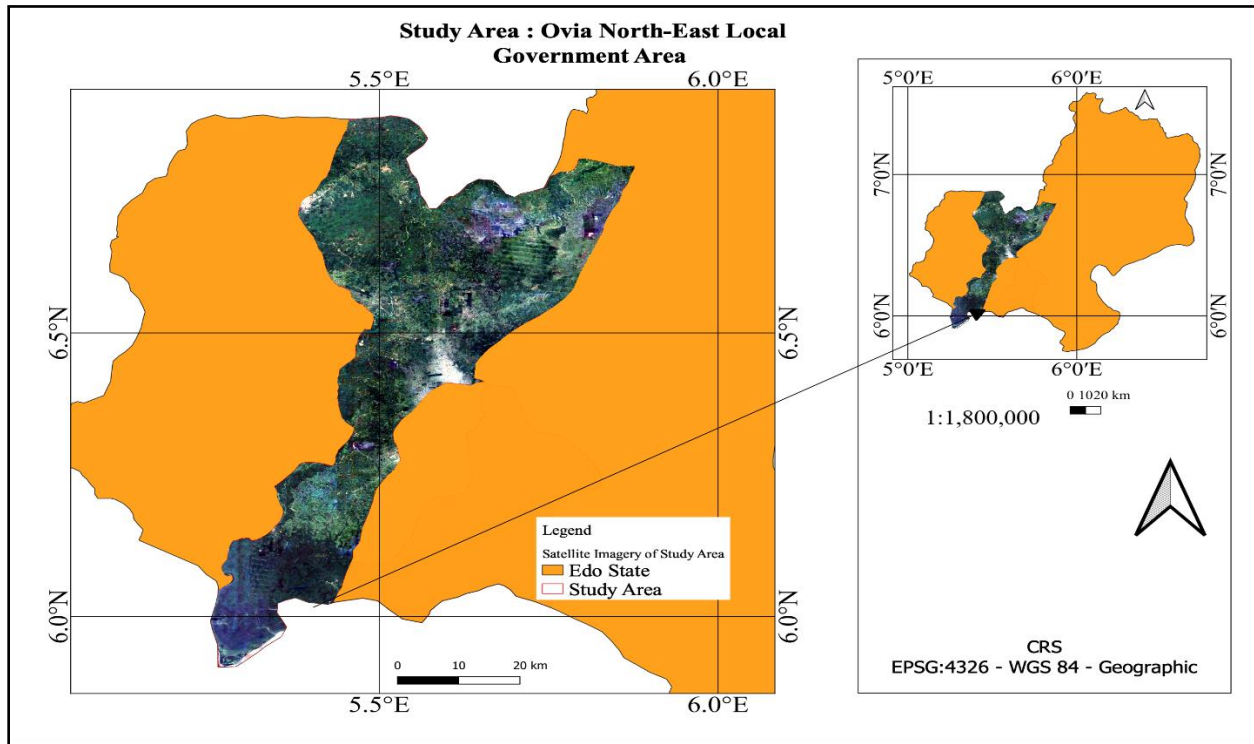 Study Area : Ovia North-East Local
Government Area
5.5°E
6.0°E
6.5°N
6.5°N
6.0°N
6.0°N
Legend
Satellite Imagery of Study Area
Edo State
Study Area
0 10 20 km
5.5°E
6.0°E
5°0'E
6°0'E
7°0'N
7°0'N
6°0'N
6°0'N
5°0'E
6°0'E
0 1020 km
1:1,800,000
CRS
EPSG:4326 - WGS 84 - Geographic